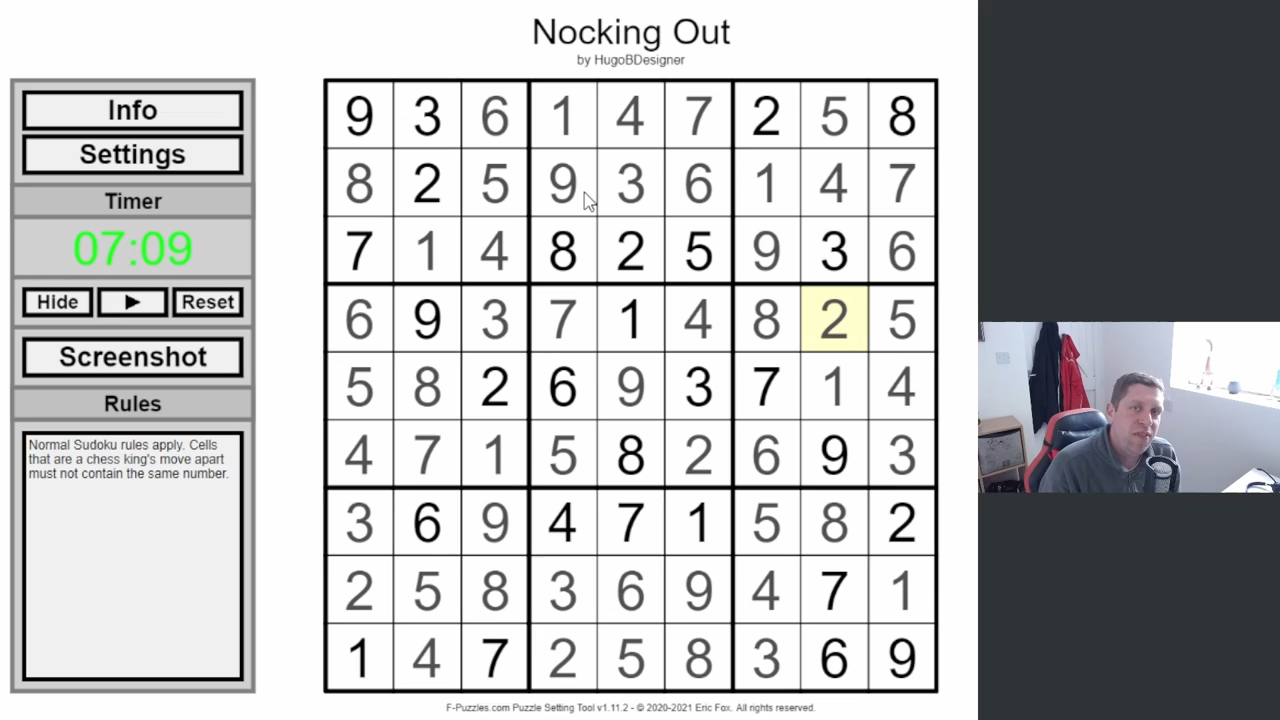 Nocking Out
by HugoBDesigner
Info
Settings
Timer
07:09
Hide ▶ Reset
Screenshot
Rules
Normal Sudoku rules apply. Cells
that are a chess king's move apart
must not contain the same number.
9 3 6 1 4 7 2 5 8
8 2 5 9 3 6 1 4 7
7 1 4 8 2 5 9 3 6
6 9 3 7 1 4 8 2 5
5 8 2 6 9 3 7 1 4
4 7 1 5 8 2 6 9 3
3 6 9 4 7 1 5 8 2
2 5 8 3 6 9 4 7 1
1 4 7 2 5 8 3 6 9
F-Puzzles.com Puzzle Setting Tool v1.11.2 - © 2020-2021 Eric Fox. All rights reserved.